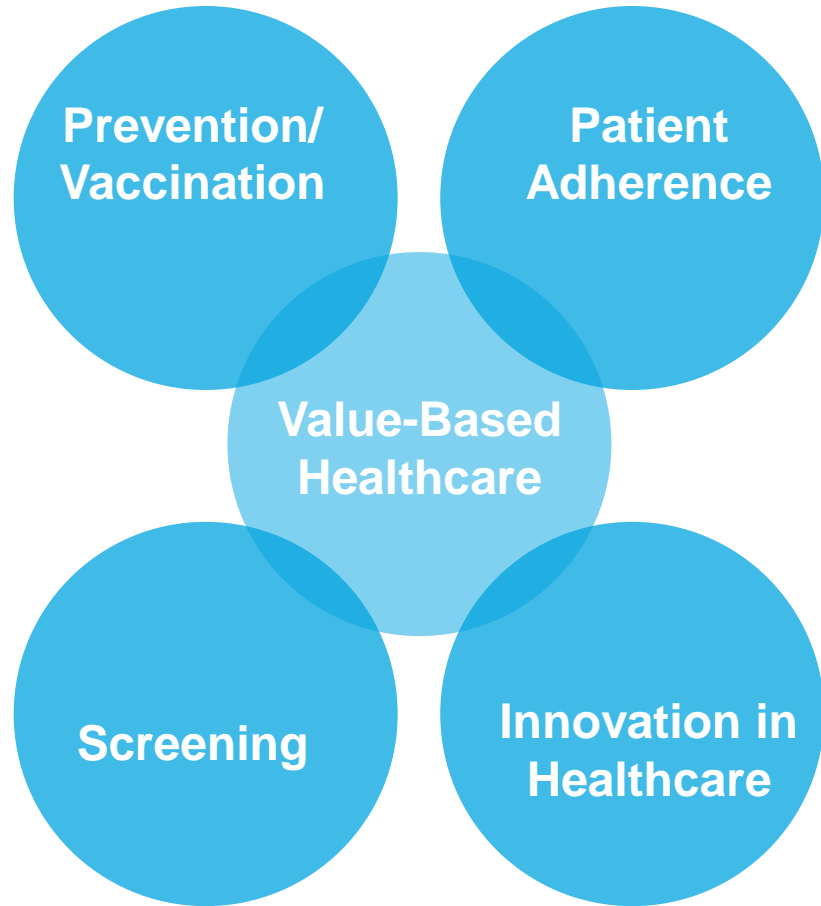 Prevention/
Vaccination
Patient
Adherence
Value-Based
Healthcare
Screening
Innovation in
Healthcare